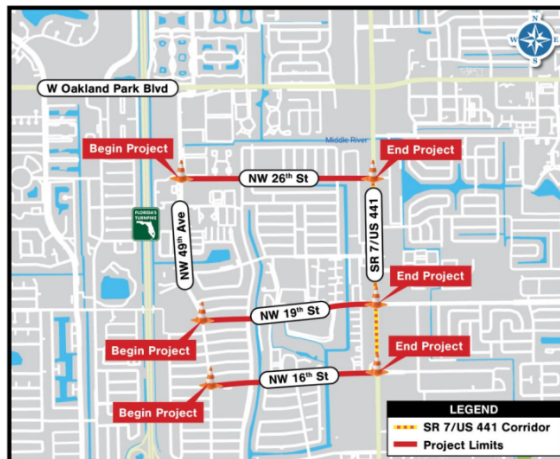 N
W E
S
W Oakland Park Blvd
Middle River
Begin Project
End Project
NW 26th St
FLORIDA'S
TURNPIKE
NW 49th Ave
SR 7/US 441
End Project
NW 19th St
Begin Project
End Project
NW 16th St
Begin Project
LEGEND
SR 7/US 441 Corridor
Project Limits